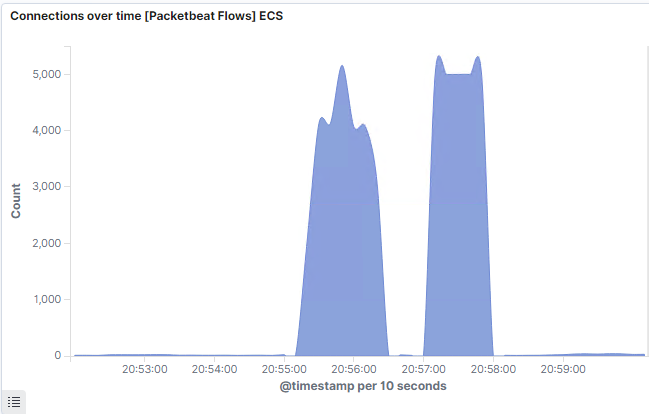 Connections over time [Packetbeat Flows] ECS
5,000
4,000
3,000
2,000
1,000
0
Count
20:53:00 20:54:00 20:55:00 20:56:00 20:57:00 20:58:00 20:59:00
@timestamp per 10 seconds